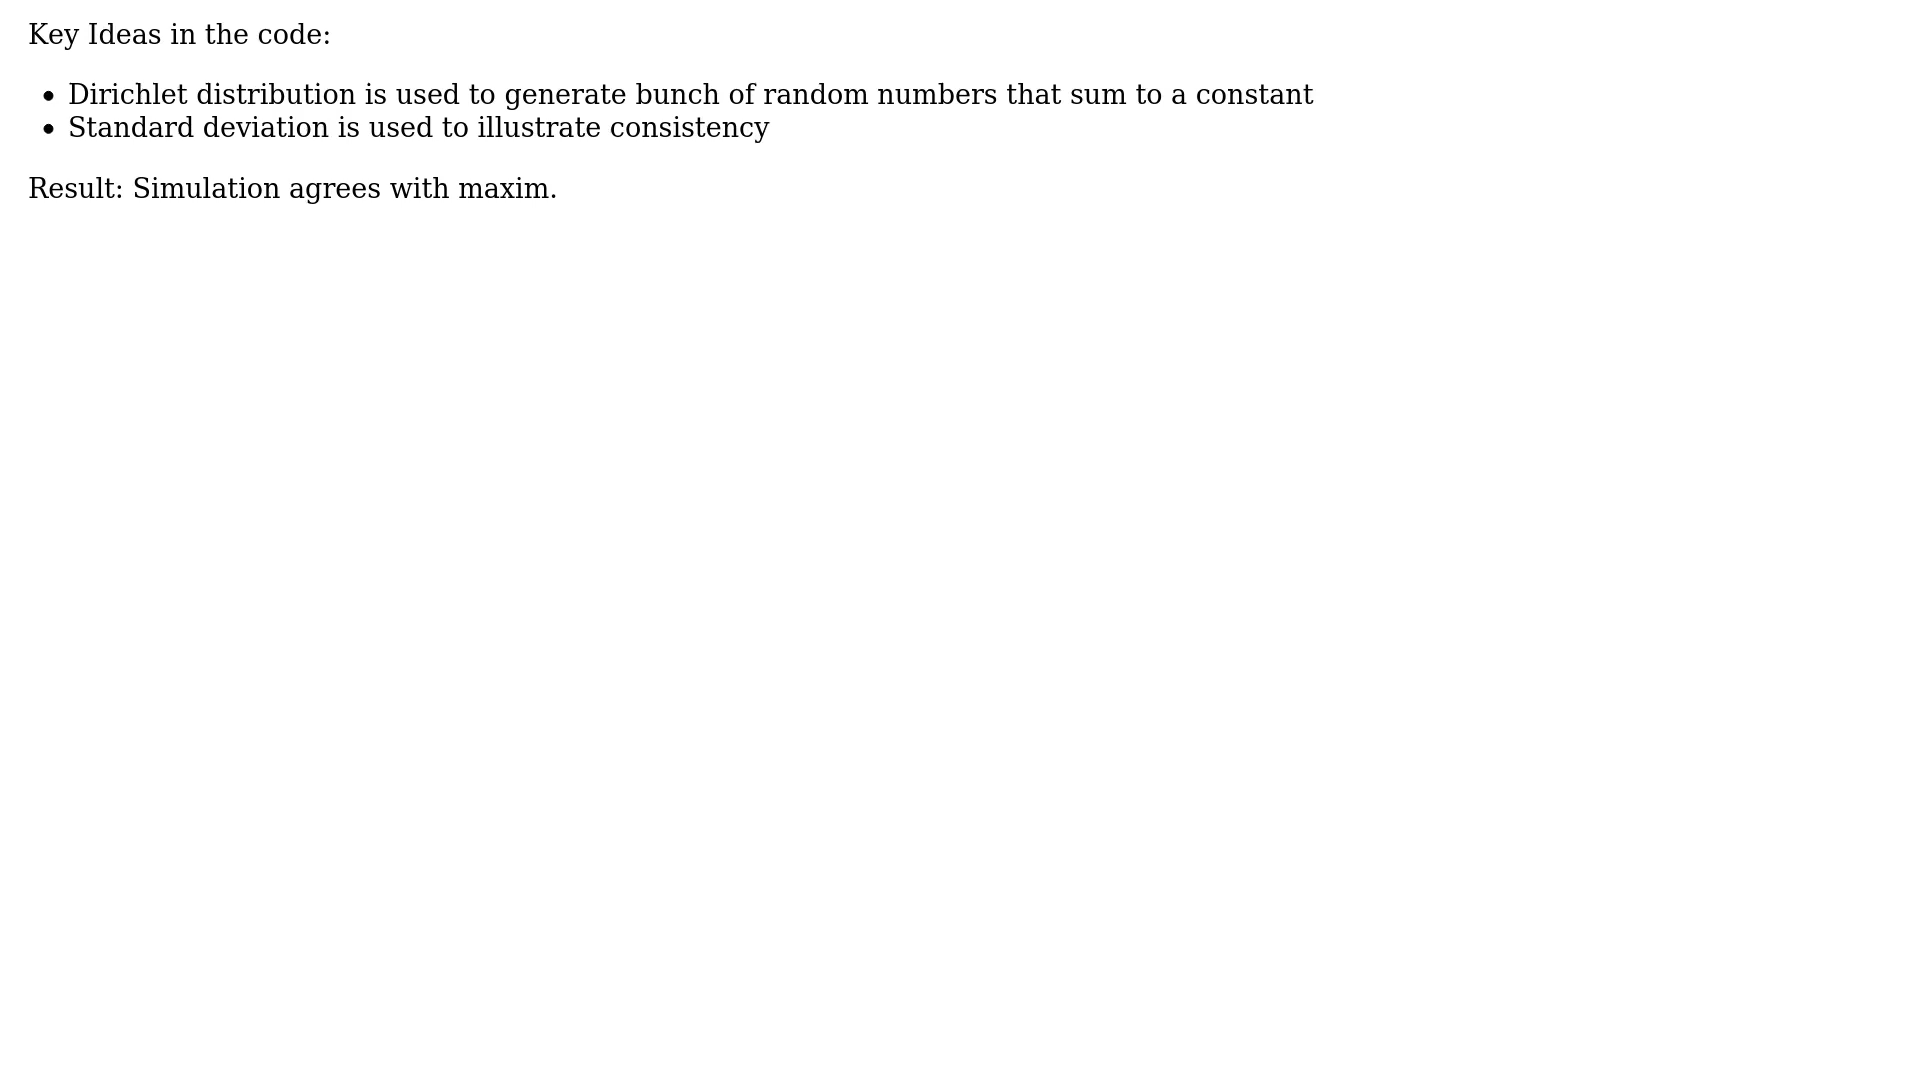 Key Ideas in the code:
• Dirichlet distribution is used to generate bunch of random numbers that sum to a constant
• Standard deviation is used to illustrate consistency
Result: Simulation agrees with maxim.